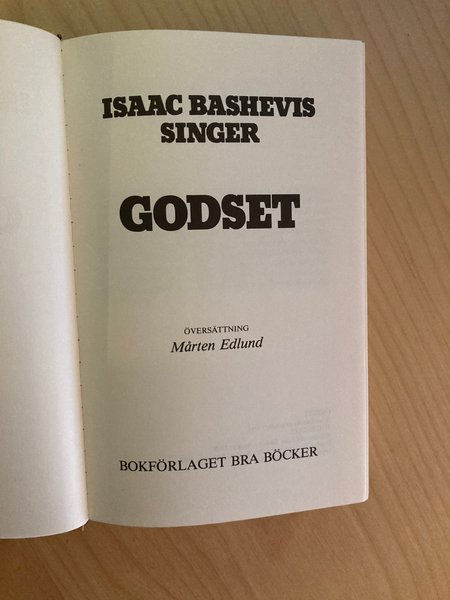 ISAAC BASHEVIS
SINGER
GODSET
ÖVERSÄTTNING
Mårten Edlund
BOKFÖRLAGET BRA BÖCKER